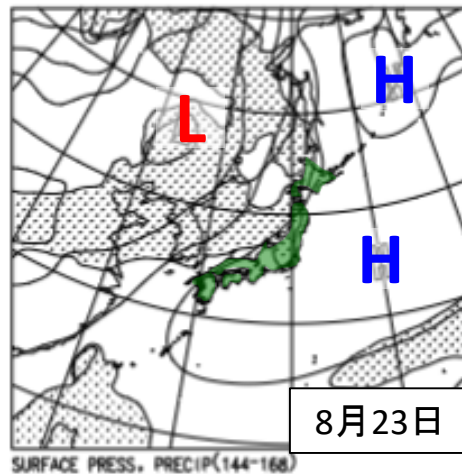 H
L
H
8月23日
SURFACE PRESS, PRECIP(144-168)